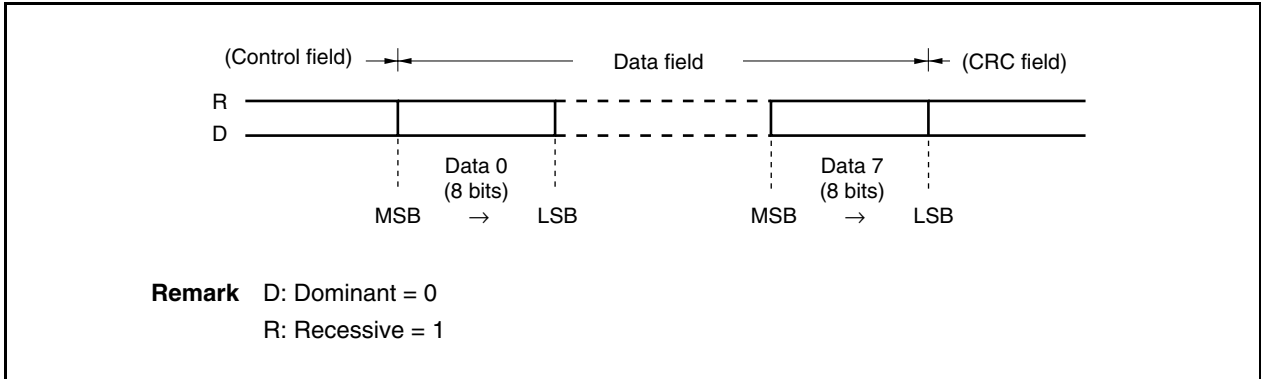 (Control field) Data field (CRC field)
R
D
Data 0 Data 7
(8 bits) (8 bits)
MSB → LSB MSB → LSB
Remark D: Dominant = 0
R: Recessive = 1